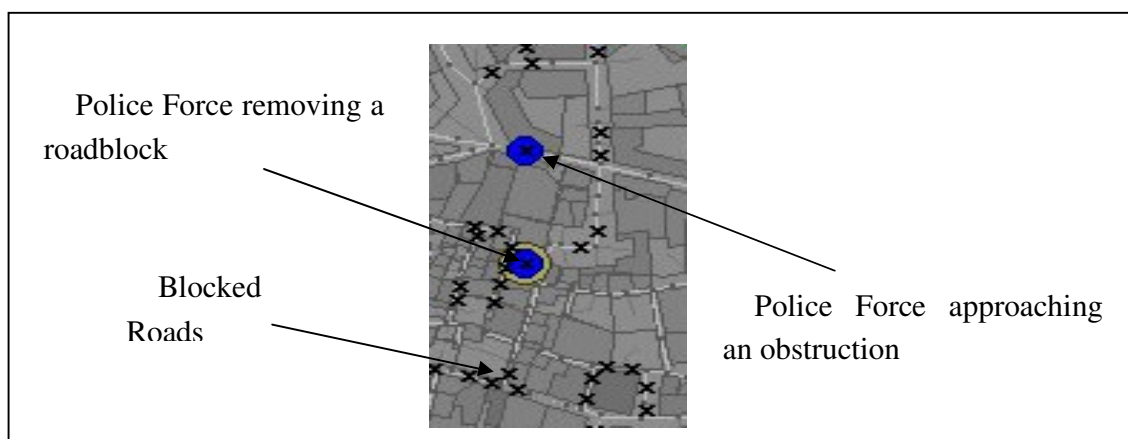 Police Force removing a
roadblock
Blocked
Roads
Police Force approaching
an obstruction